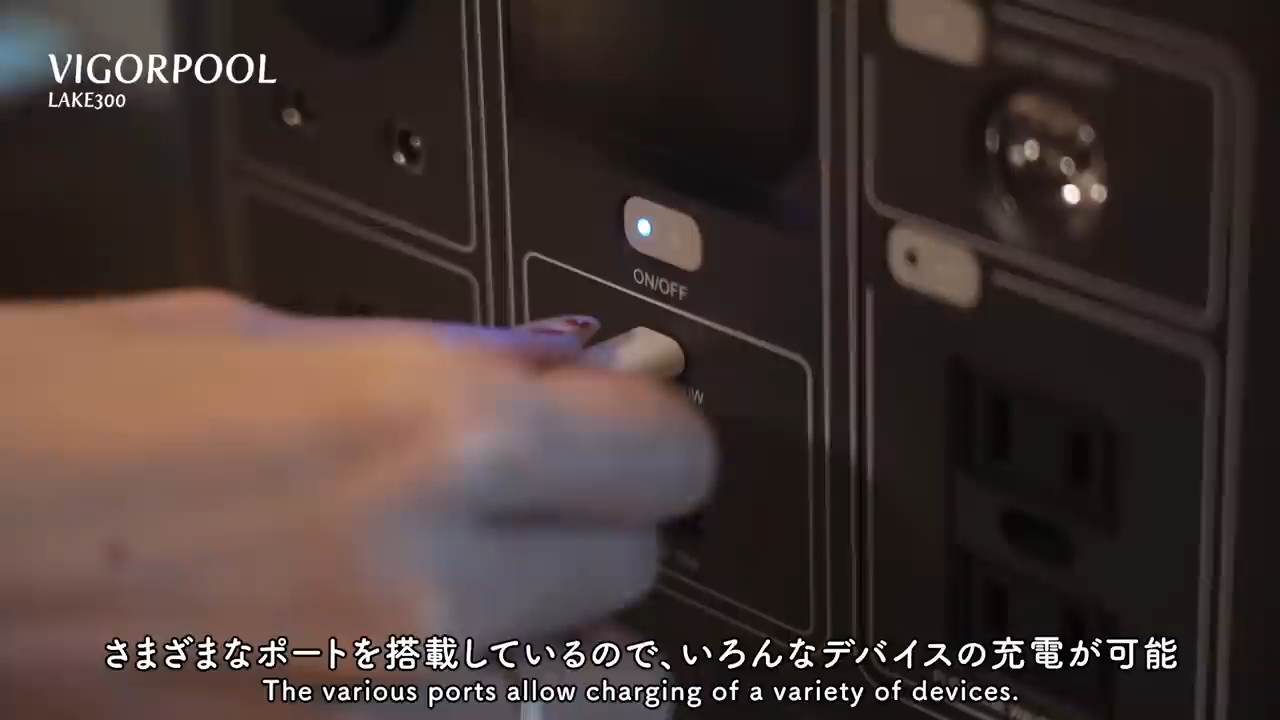 VIGORPOOL
LAKE300
ON/OFF
さまざまなポートを搭載しているので、いろんなデバイスの充電が可能
The various ports allow charging of a variety of devices.